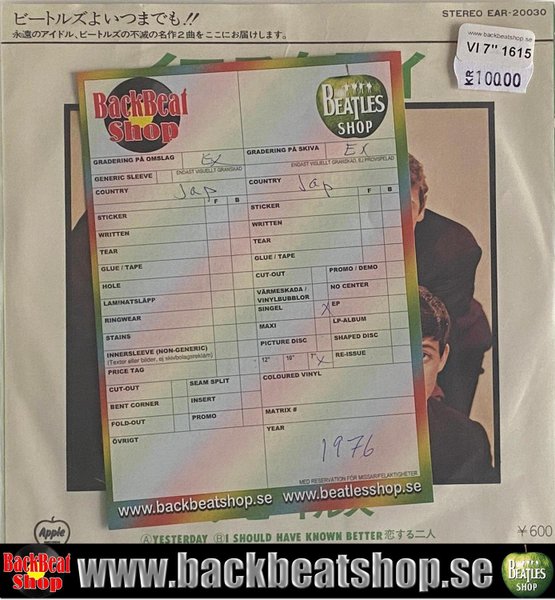 ビートルズよいつまでも!!
永遠のアイドル、ビートルズの不滅の名作2曲をここにお届けします。
STEREO EAR-20030
www.backbeatshop.se
VI 7" 1615
KR 100.00
BackBeat
Shop
BEATLES
SHOP
GRADERING PÅ OMSLAG Ex
ENDAST VISUELLT GRANSKAD
GRADERING PÅ SKIVA Ex
ENDAST VISUELLT GRANSKAD, EJ PROVSPELAD
GENERIC SLEEVE
COUNTRY Jap
F B
STICKER
WRITTEN
TEAR
GLUE / TAPE
HOLE
LAMINATSLÄPP
RINGWEAR
STAINS
INNERSLEEVE (NON-GENERIC)
(Texter eller bilder, ej skivbolagsreklam)
PRICE TAG
CUT-OUT
SEAM SPLIT
BENT CORNER
INSERT
FOLD-OUT
PROMO
ÖVRIGT
COUNTRY Jap
F B
STICKER
WRITTEN
TEAR
GLUE / TAPE
CUT-OUT
PROMO / DEMO
VÄRMESKADA /
VINYLBUBBLOR
NO CENTER
SINGEL X
EP
MAXI
LP-ALBUM
PICTURE DISC
SHAPED DISC
12" 10" 7" X
RE-ISSUE
COLOURED VINYL
MATRIX #
YEAR
1976
MED RESERVATION FÖR MISSAR/FELAKTIGHETER.
www.backbeatshop.se www.beatlesshop.se
Apple
¥600
Ⓐ YESTERDAY Ⓑ I SHOULD HAVE KNOWN BETTER 恋する二人
BackBeat
Shop
www.backbeatshop.se
BEATLES
SHOP